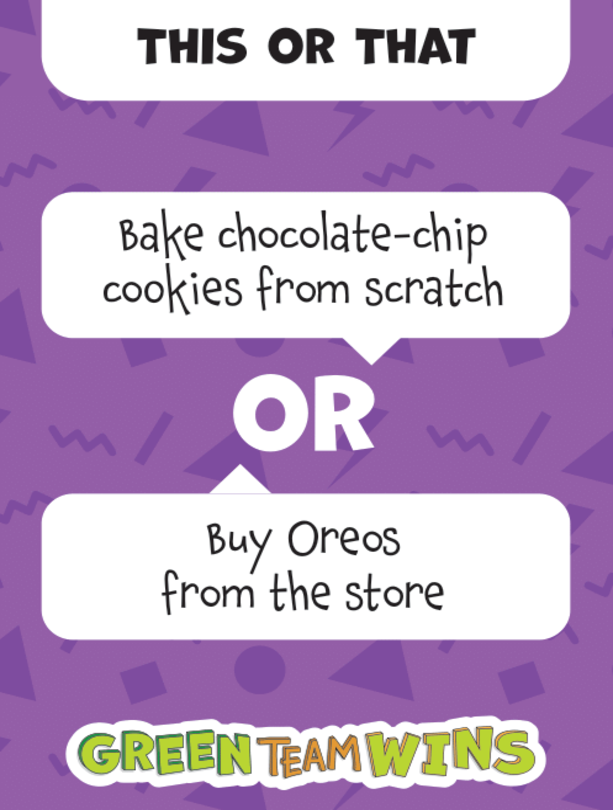 THIS OR THAT
Bake chocolate-chip
cookies from scratch
OR
Buy Oreos
from the store
GREEN TEAM WINS